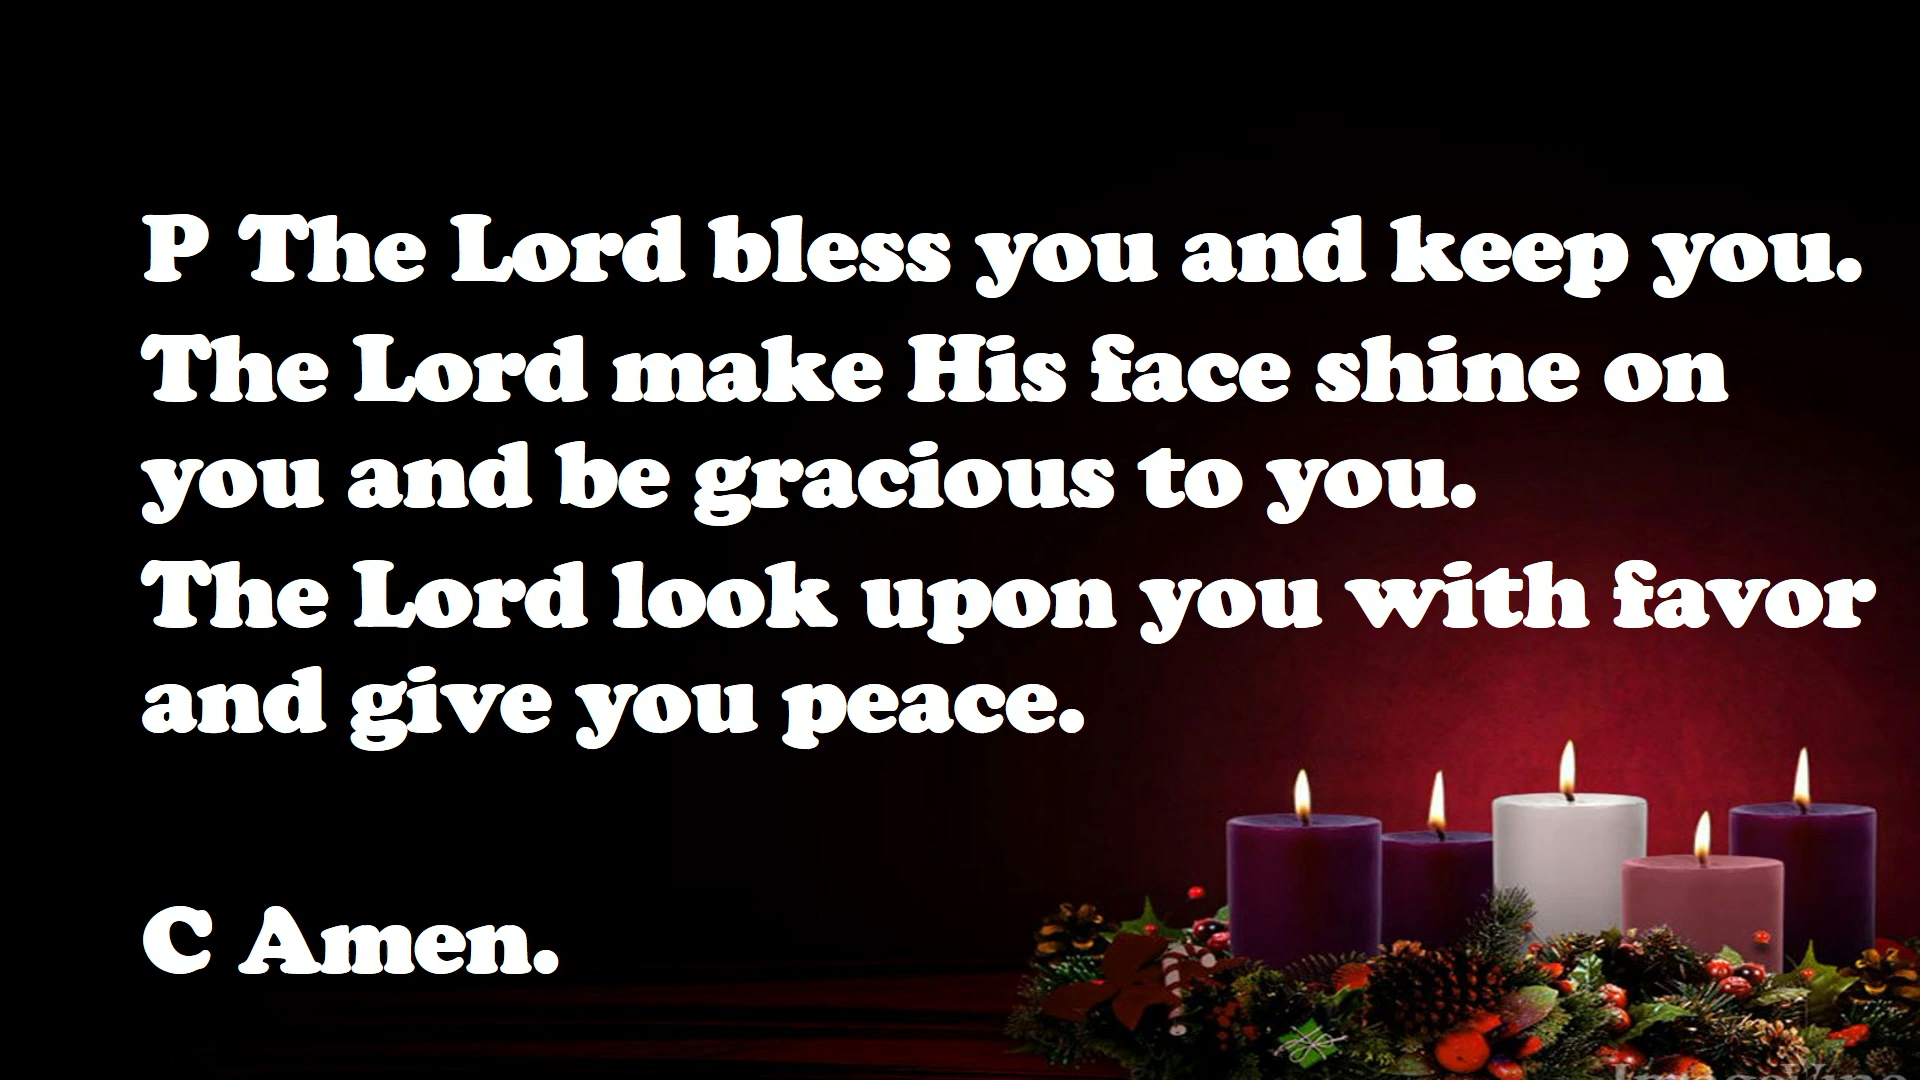 P The Lord bless you and keep you.
The Lord make His face shine on
you and be gracious to you.
The Lord look upon you with favor
and give you peace.
C Amen.